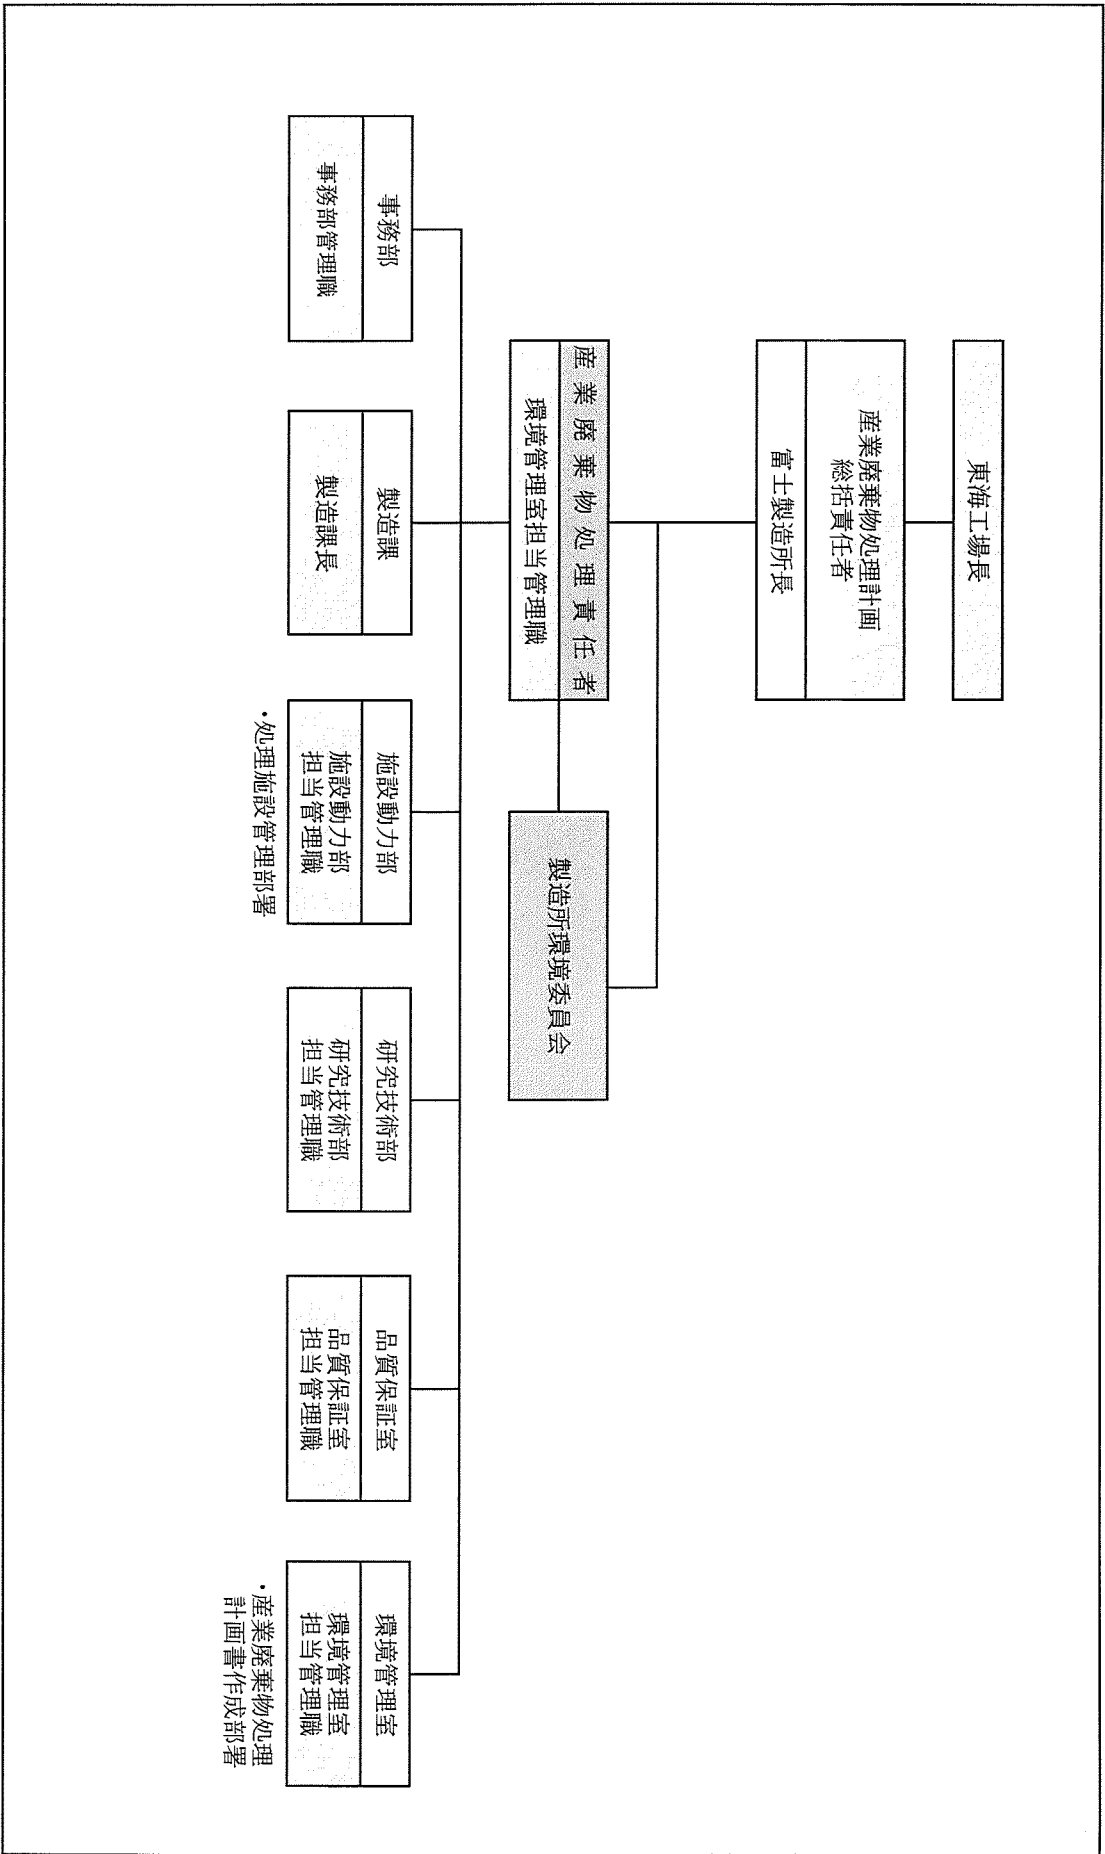 東海工場長
産業廃棄物処理計画
総括責任者
富士製造所長
産業廃棄物処理責任者
環境管理室担当管理職
製造所環境委員会
事務部
事務部管理職
製造課
製造課長
施設動力部
施設動力部
担当管理職
・処理施設管理部署
研究技術部
研究技術部
担当管理職
品質保証室
品質保証室
担当管理職
環境管理室
環境管理室
担当管理職
・産業廃棄物処理
計画書作成部署